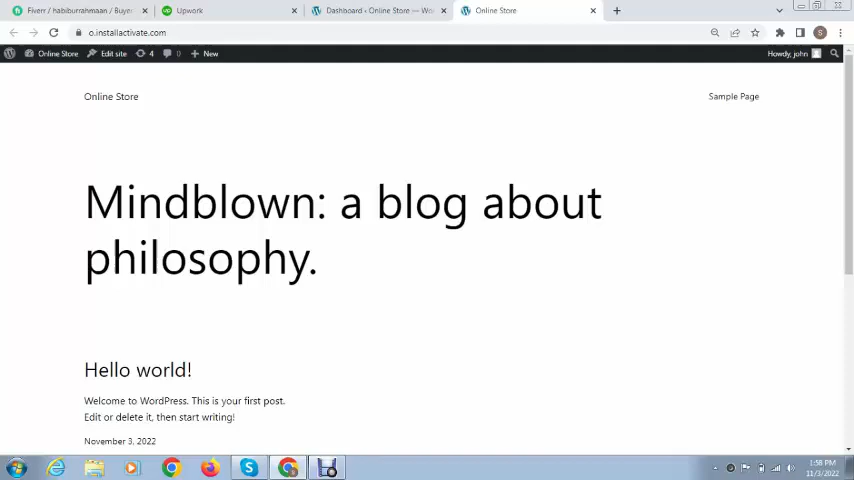 Fiverr / habiburrahmaan / Buye
Upwork
Dashboard ‹ Online Store — Wo
Online Store
o.installactivate.com
Online Store
Edit site
4
0
New
Howdy, john
Online Store
Sample Page
Mindblown: a blog about
philosophy.
Hello world!
Welcome to WordPress. This is your first post.
Edit or delete it, then start writing!
November 3, 2022
1:58 PM
11/3/2022